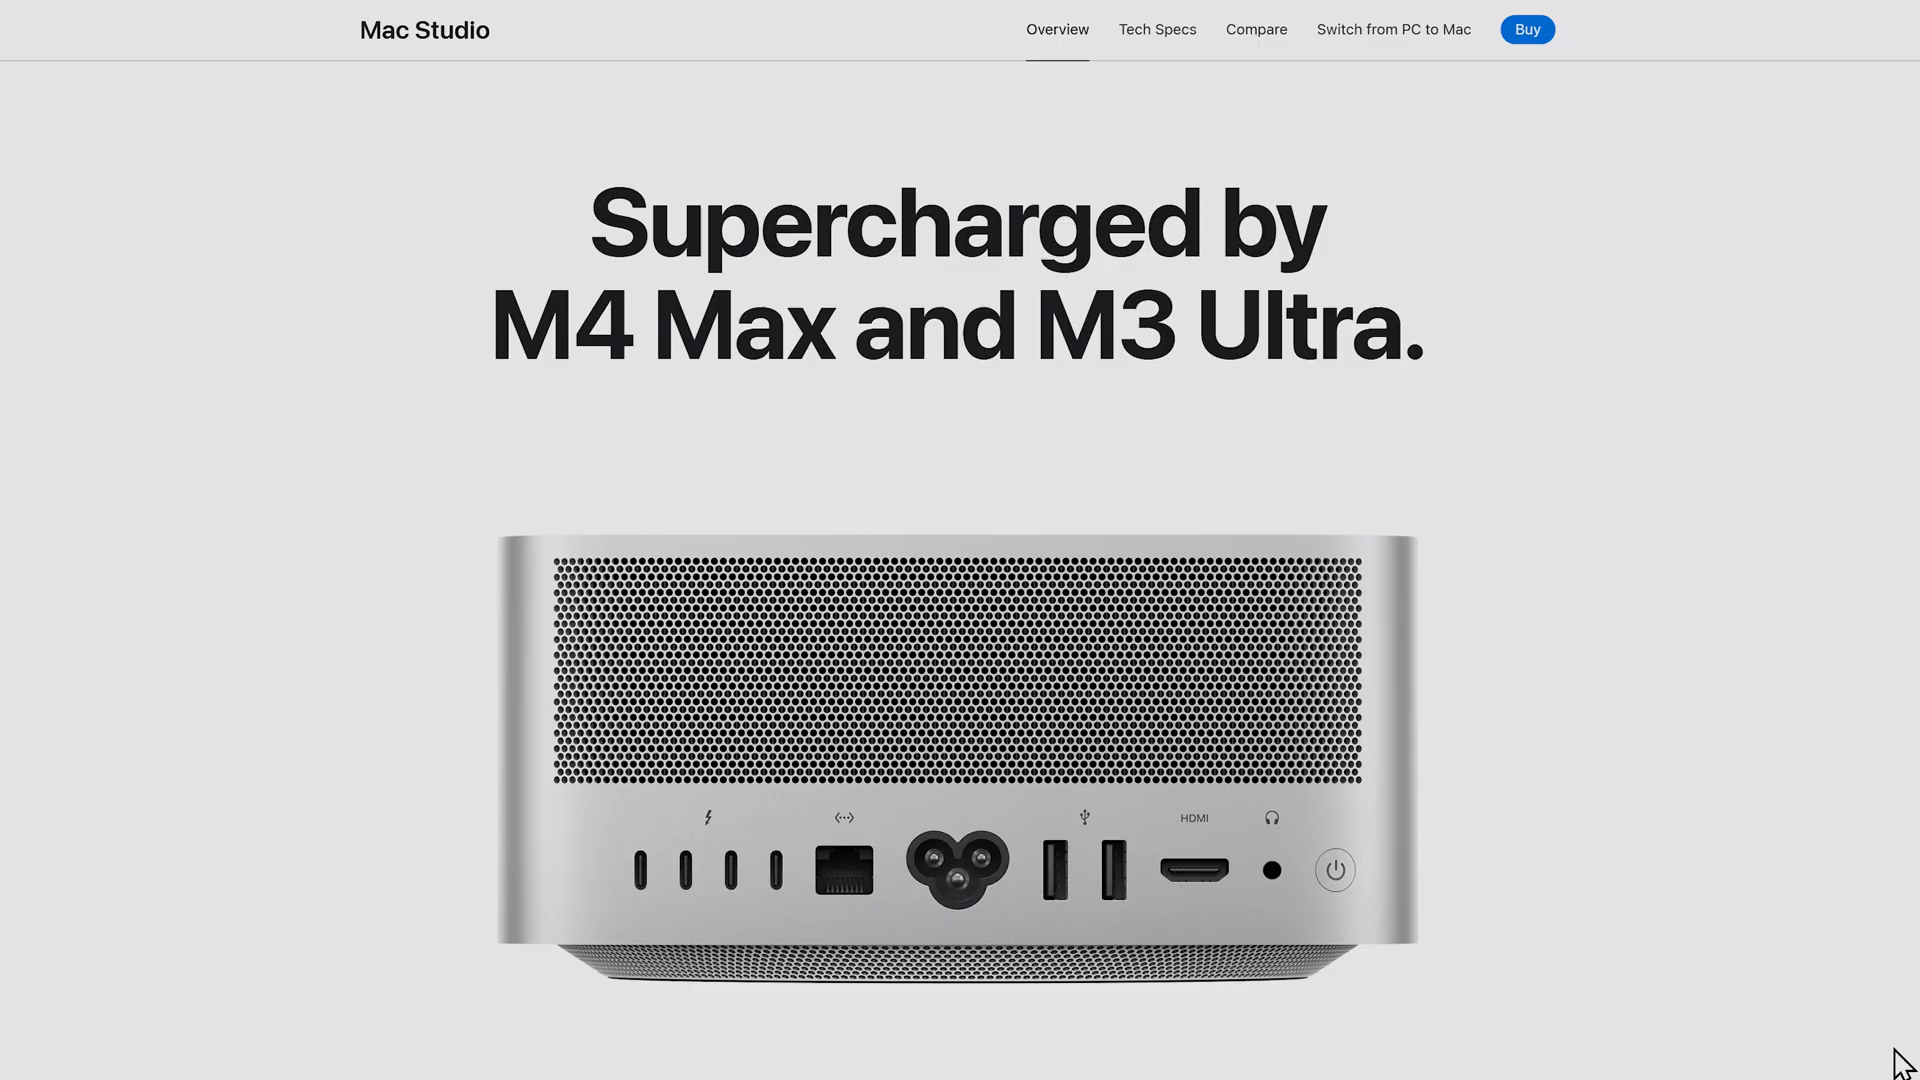 Mac Studio
Overview
Tech Specs
Compare
Switch from PC to Mac
Buy
Supercharged by
M4 Max and M3 Ultra.
HDMI